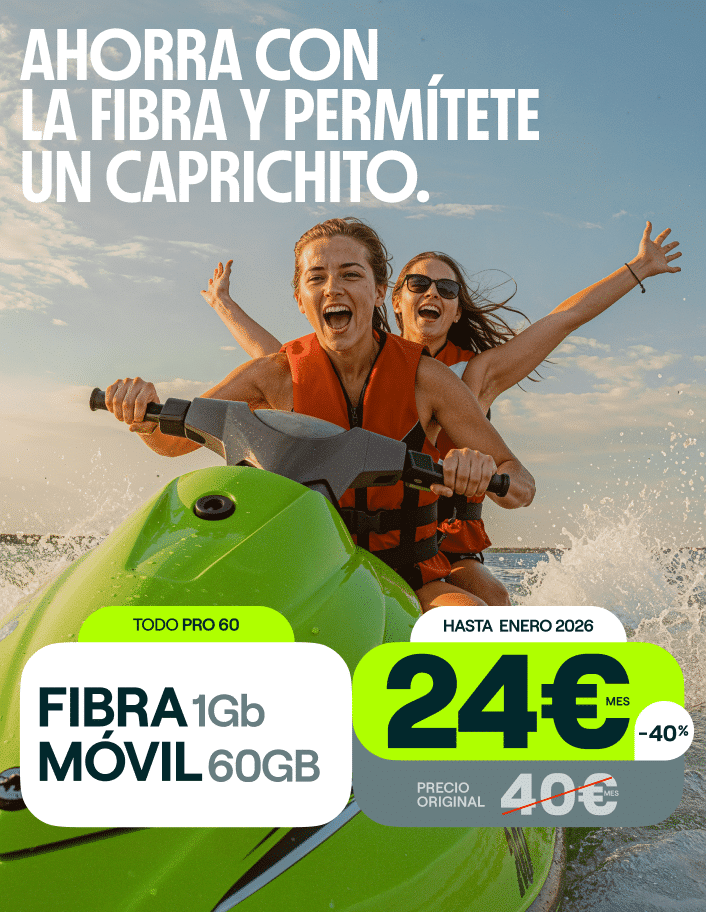 AHORRA CON
LA FIBRA Y PERMÍTETE
UN CAPRICHITO.
TODO PRO 60
FIBRA 1Gb
MÓVIL 60GB
HASTA ENERO 2026
24€ MES
-40%
PRECIO
ORIGINAL
40€ MES